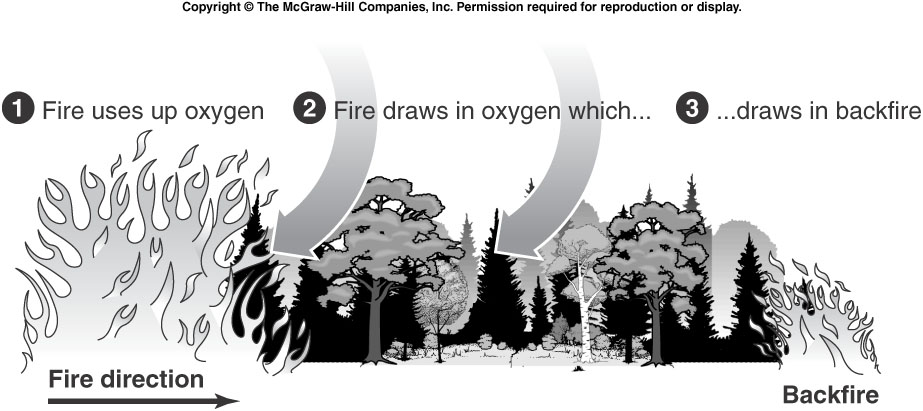 Copyright © The McGraw-Hill Companies, Inc. Permission required for reproduction or display.
1 Fire uses up oxygen
2 Fire draws in oxygen which...
3 ...draws in backfire
Fire direction
Backfire